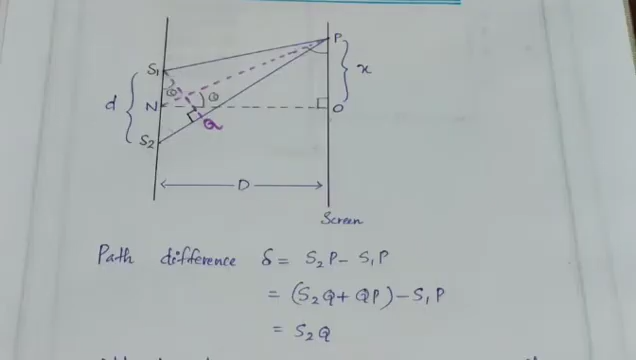 P
S₁
x
θ
θ
d
N
O
Q
S₂
D
Screen
Path difference δ = S₂P - S₁P
= (S₂Q + QP) - S₁P
= S₂Q